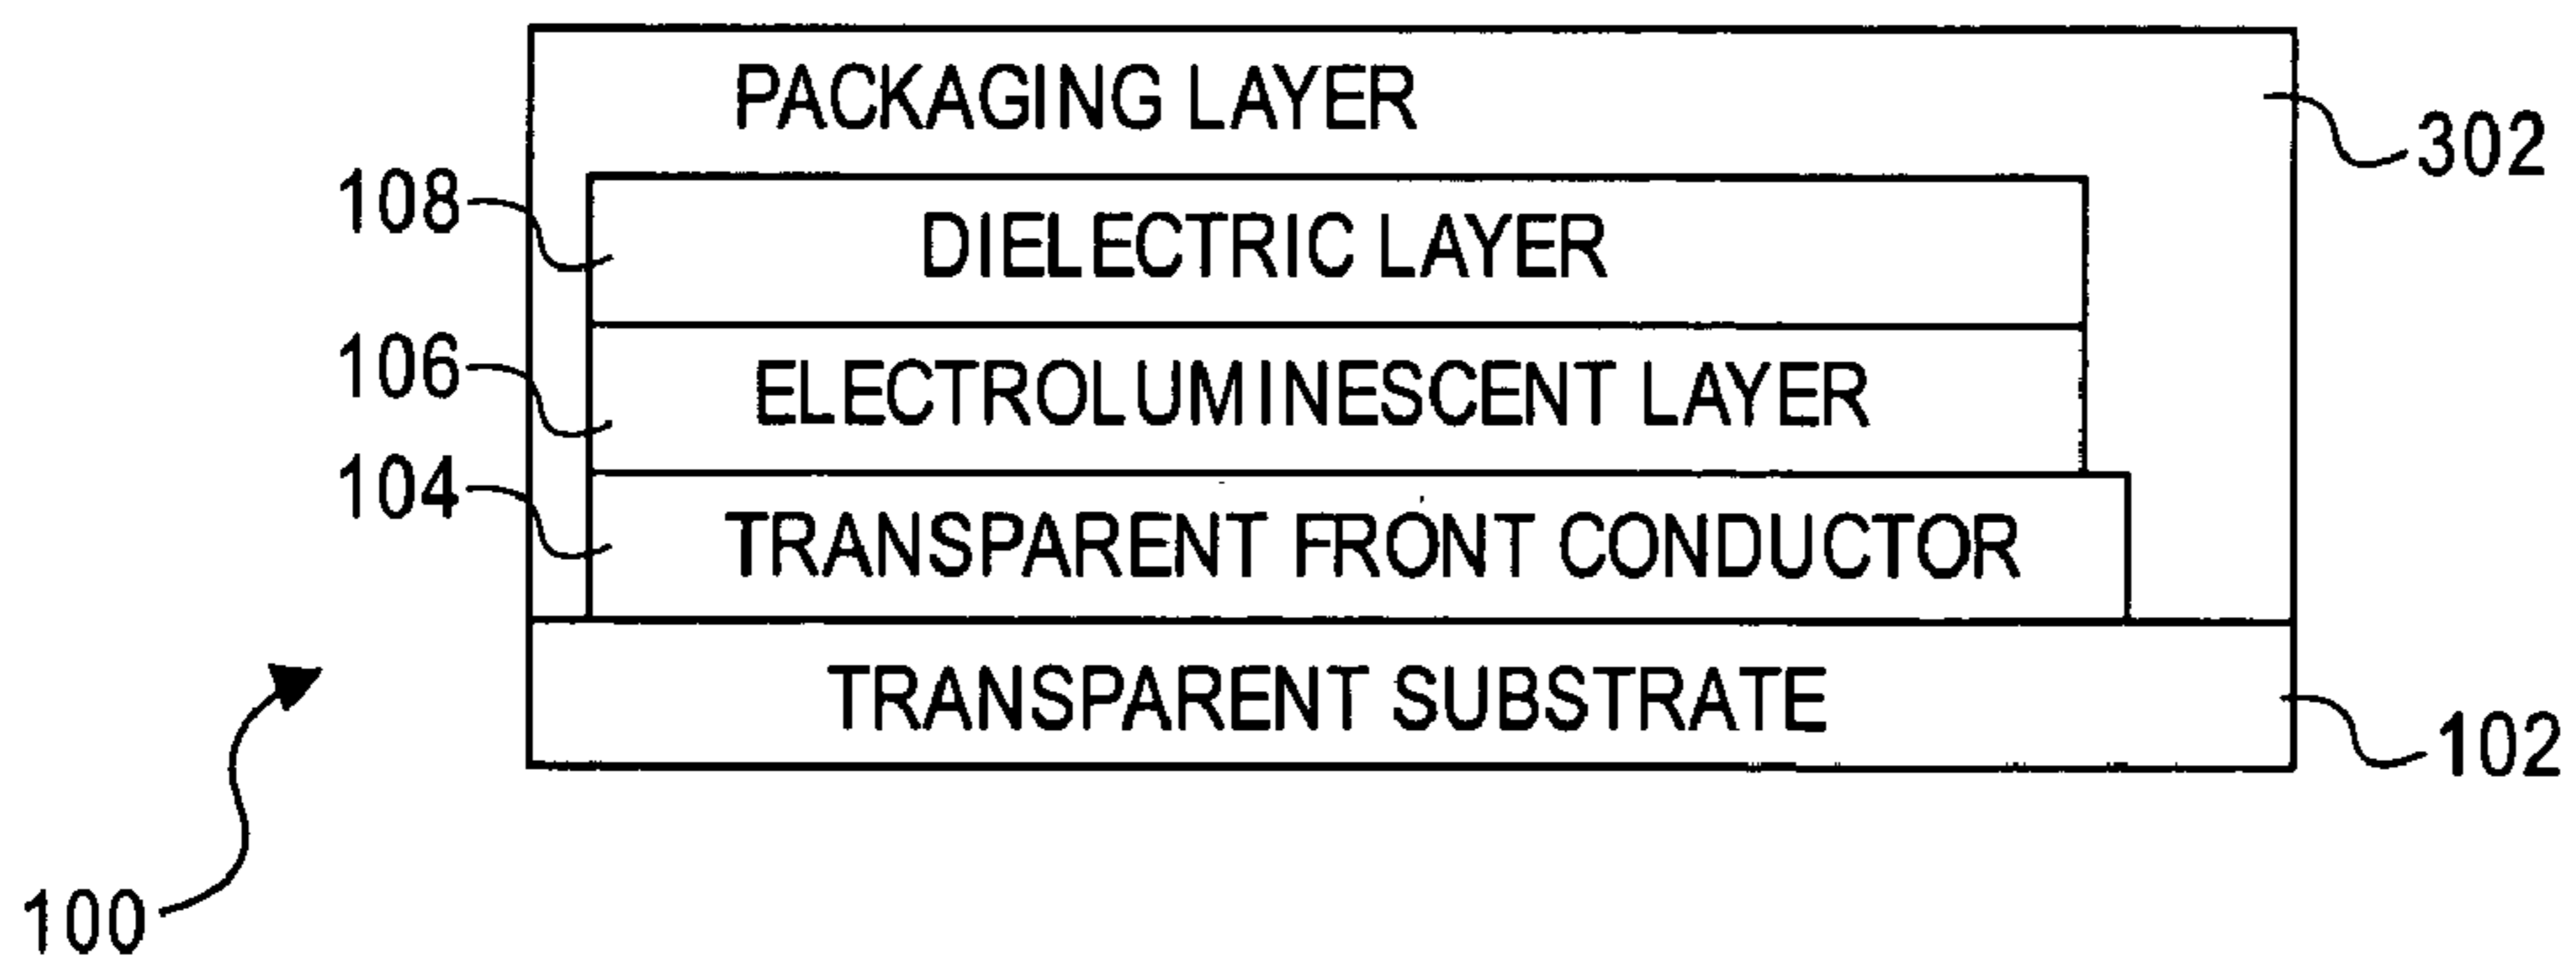 PACKAGING LAYER
302
108
DIELECTRIC LAYER
106
ELECTROLUMINESCENT LAYER
104
TRANSPARENT FRONT CONDUCTOR
TRANSPARENT SUBSTRATE
102
100